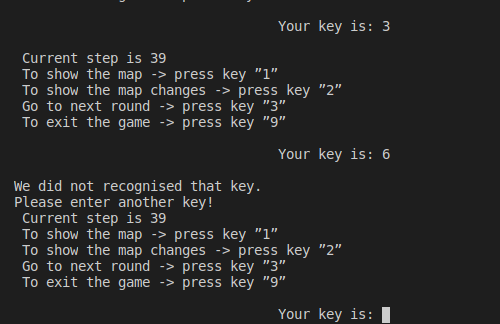 Your key is: 3
Current step is 39
To show the map -> press key ”1”
To show the map changes -> press key ”2”
Go to next round -> press key ”3”
To exit the game -> press key ”9”
Your key is: 6
We did not recognised that key.
Please enter another key!
Current step is 39
To show the map -> press key ”1”
To show the map changes -> press key ”2”
Go to next round -> press key ”3”
To exit the game -> press key ”9”
Your key is: